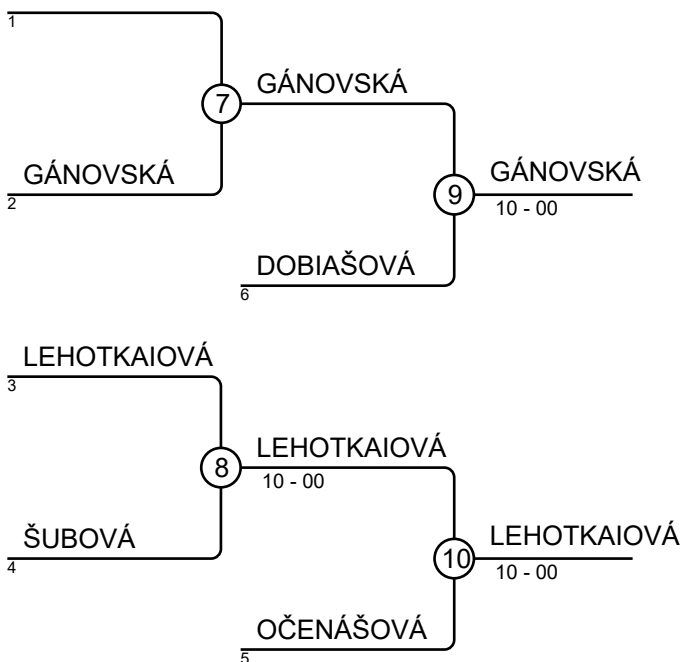 1
GÁNOVSKÁ
7
GÁNOVSKÁ
2
GÁNOVSKÁ
9
10 - 00
DOBIAŠOVÁ
6
LEHOTKAIOVÁ
3
LEHOTKAIOVÁ
8
10 - 00
ŠUBOVÁ
4
LEHOTKAIOVÁ
10
10 - 00
OČENÁŠOVÁ
5